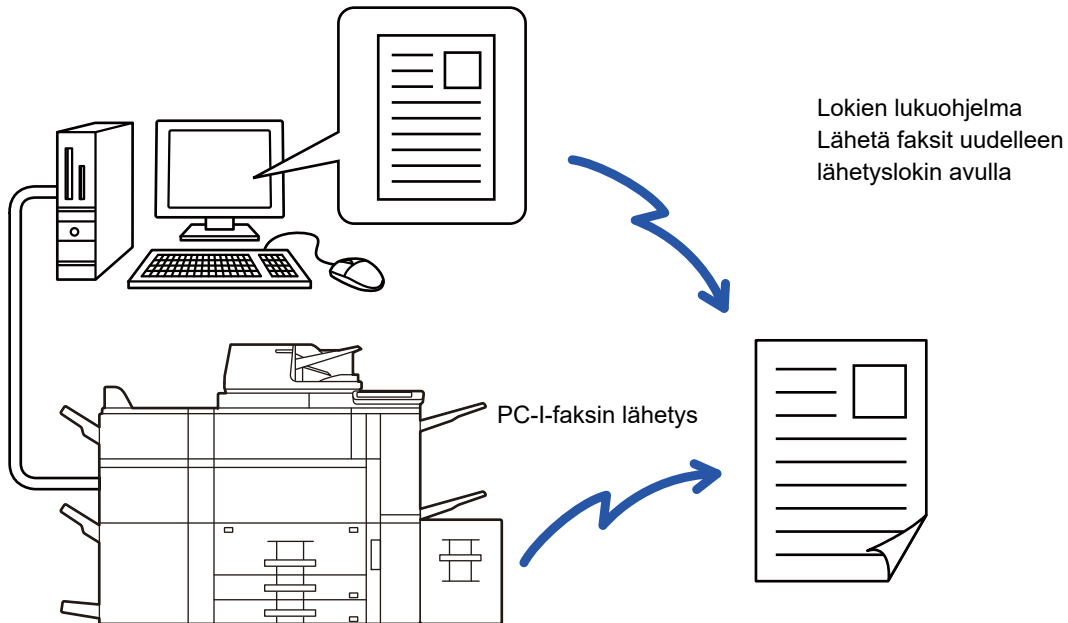 Lokien lukuohjelma
Lähetä faksit uudelleen
lähetyslokin avulla
PC-I-faksin lähetys